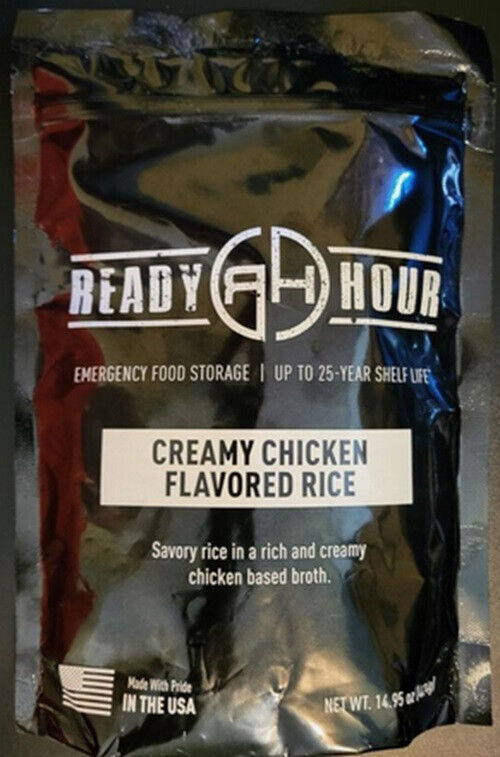 READY RH HOUR
EMERGENCY FOOD STORAGE | UP TO 25-YEAR SHELF LIFE
CREAMY CHICKEN
FLAVORED RICE
Savory rice in a rich and creamy
chicken based broth.
Made With Pride
IN THE USA
NET WT. 14.95 oz